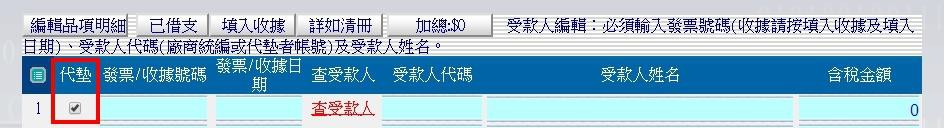 編輯品項明細 已借支 填入收據 詳如清冊 加總:$0 受款人編輯：必須輸入發票號碼(收據請按填入收據及填入
日期)、受款人代碼(廠商統編或代墊者帳號)及受款人姓名。
代墊 發票/收據號碼 發票/收據日期 查受款人 受款人代碼 受款人姓名 含稅金額
1 查受款人 0